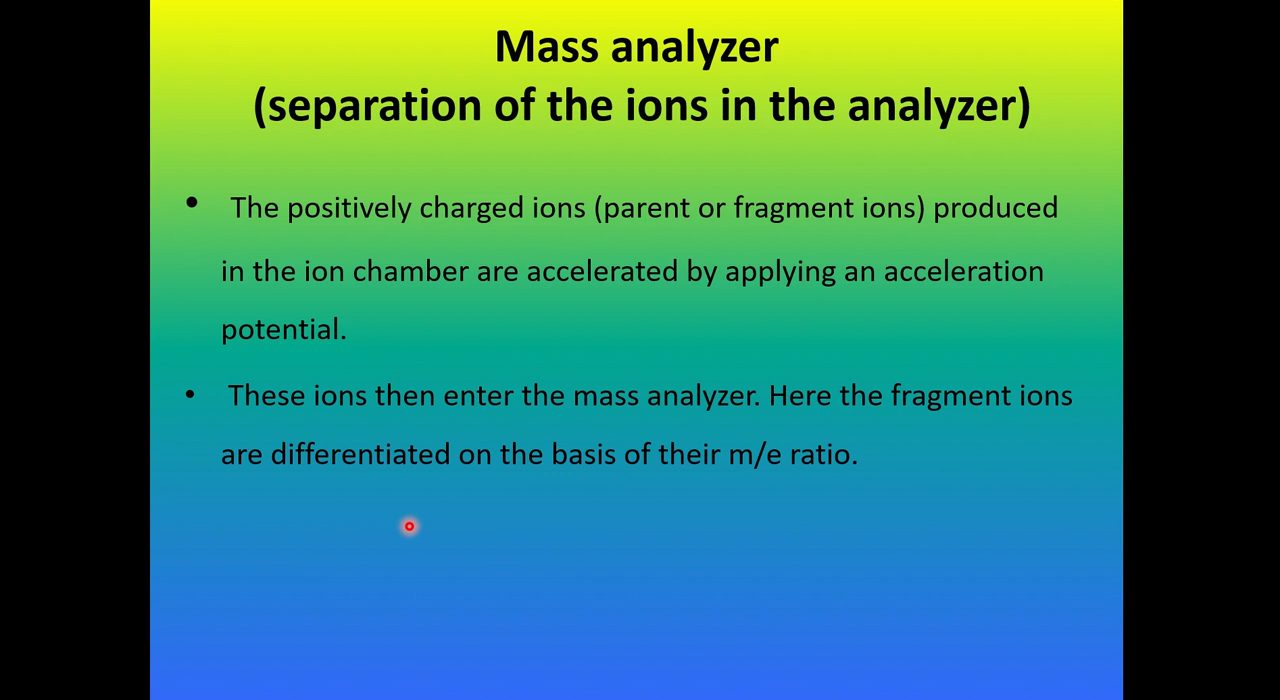 Mass analyzer
(separation of the ions in the analyzer)
• The positively charged ions (parent or fragment ions) produced
in the ion chamber are accelerated by applying an acceleration
potential.
• These ions then enter the mass analyzer. Here the fragment ions
are differentiated on the basis of their m/e ratio.